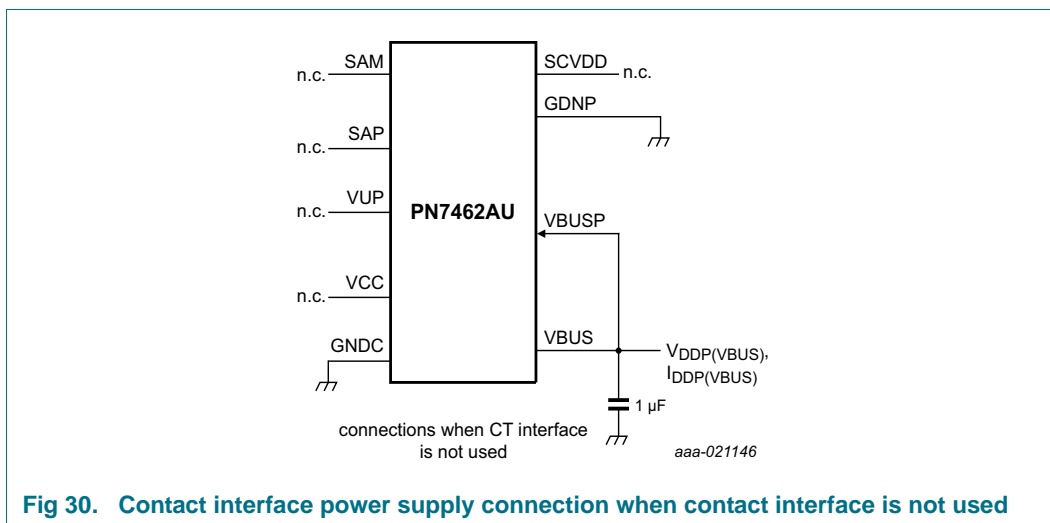 SAM
n.c.
SAP
n.c.
VUP
n.c.
VCC
n.c.
GNDC
PN7462AU
SCVDD
n.c.
GDNP
VBUSP
VBUS
VDDP(VBUS),
IDDP(VBUS)
1 µF
connections when CT interface
is not used
aaa-021146
Fig 30. Contact interface power supply connection when contact interface is not used